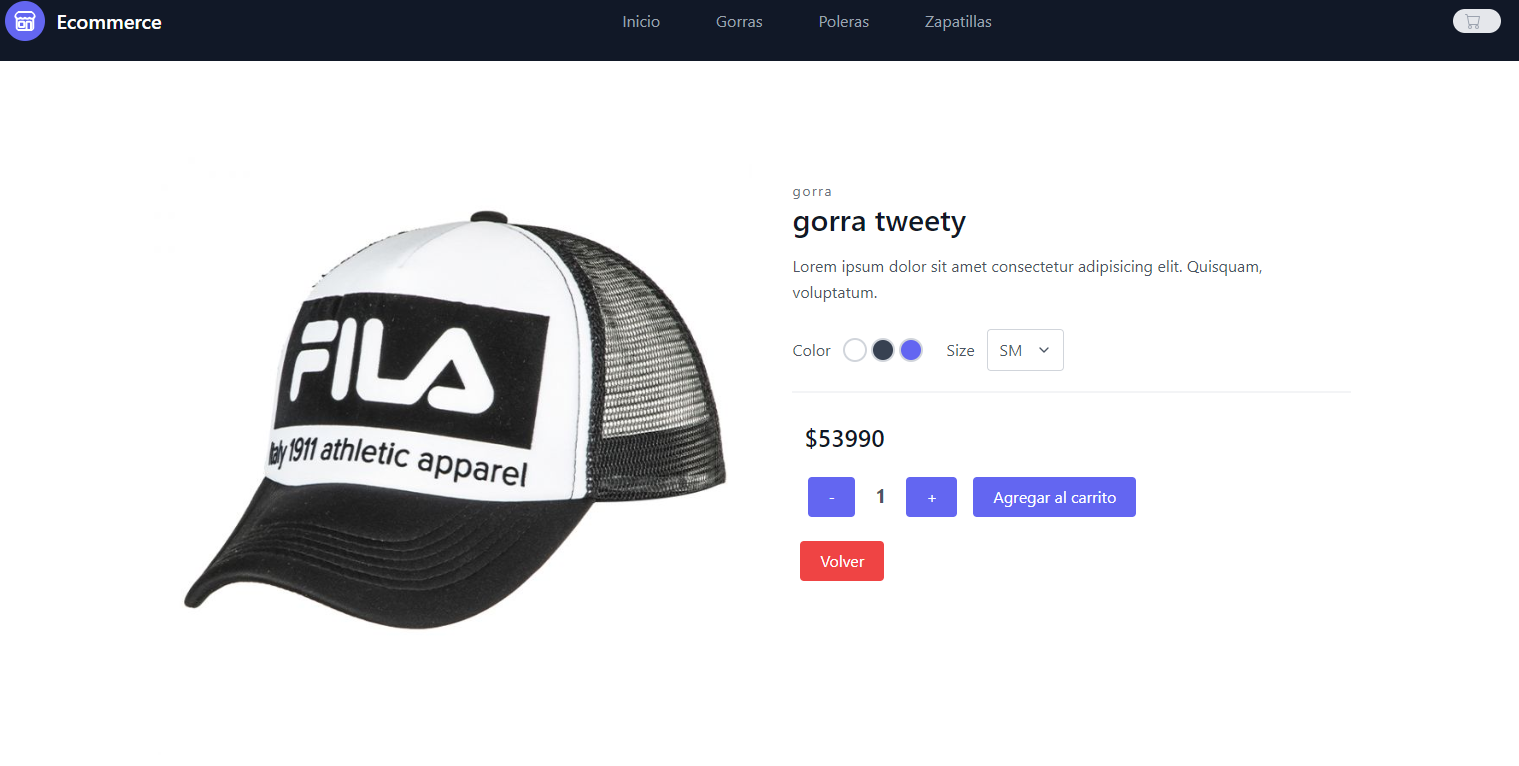 Ecommerce
Inicio
Gorras
Poleras
Zapatillas
gorra
gorra tweety
Lorem ipsum dolor sit amet consectetur adipisicing elit. Quisquam,
voluptatum.
Color
Size
SM
FILA
Italy 1911 athletic apparel
$53990
-
1
+
Agregar al carrito
Volver